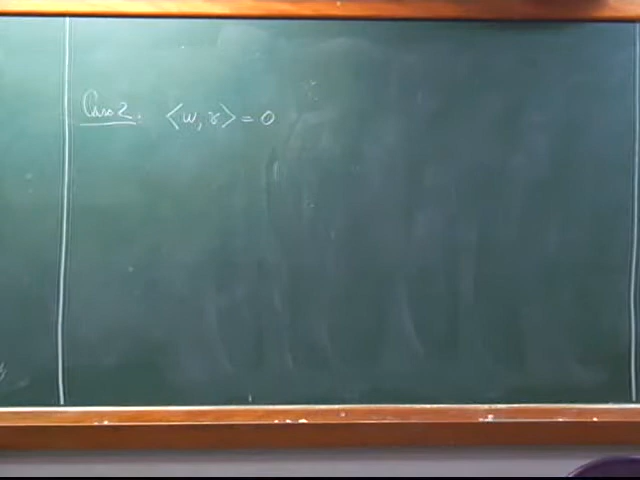 Caso 2. <w, v> = 0